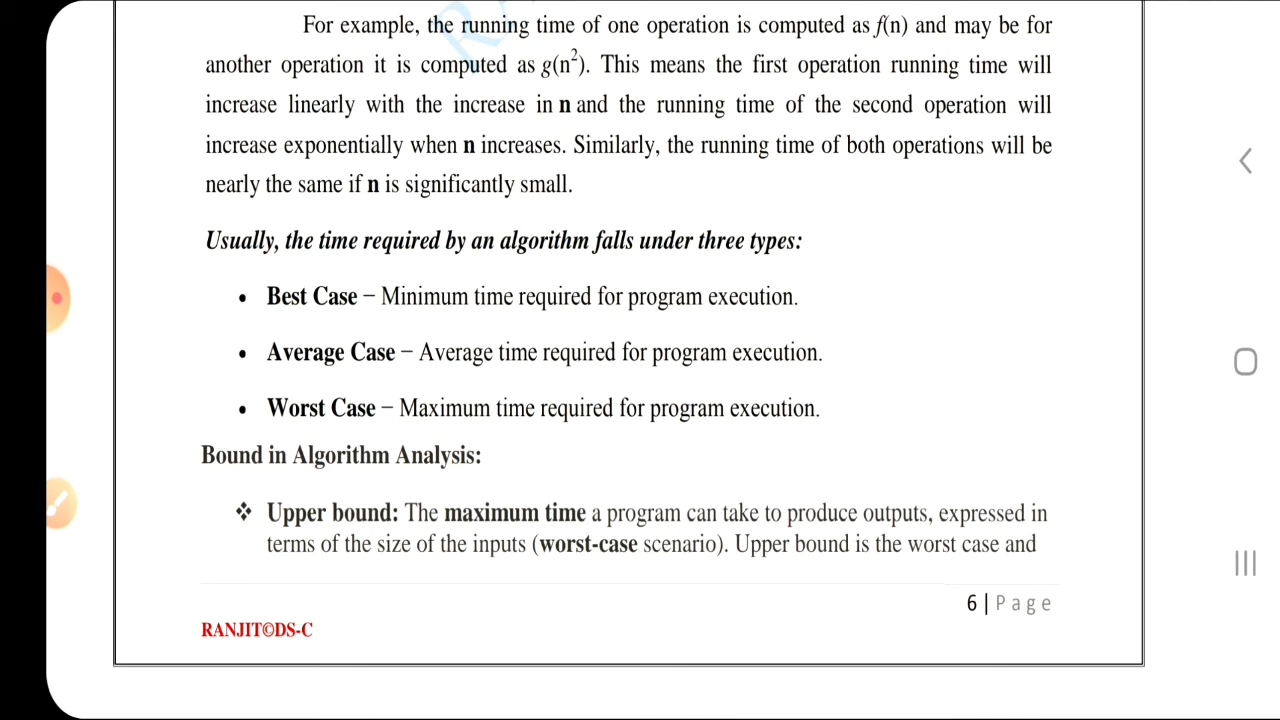 For example, the running time of one operation is computed as f(n) and may be for
another operation it is computed as g(n²). This means the first operation running time will
increase linearly with the increase in n and the running time of the second operation will
increase exponentially when n increases. Similarly, the running time of both operations will be
nearly the same if n is significantly small.
Usually, the time required by an algorithm falls under three types:
• Best Case − Minimum time required for program execution.
• Average Case − Average time required for program execution.
• Worst Case − Maximum time required for program execution.
Bound in Algorithm Analysis:
❖ Upper bound: The maximum time a program can take to produce outputs, expressed in
terms of the size of the inputs (worst-case scenario). Upper bound is the worst case and
6 | Page
RANJIT©DS-C